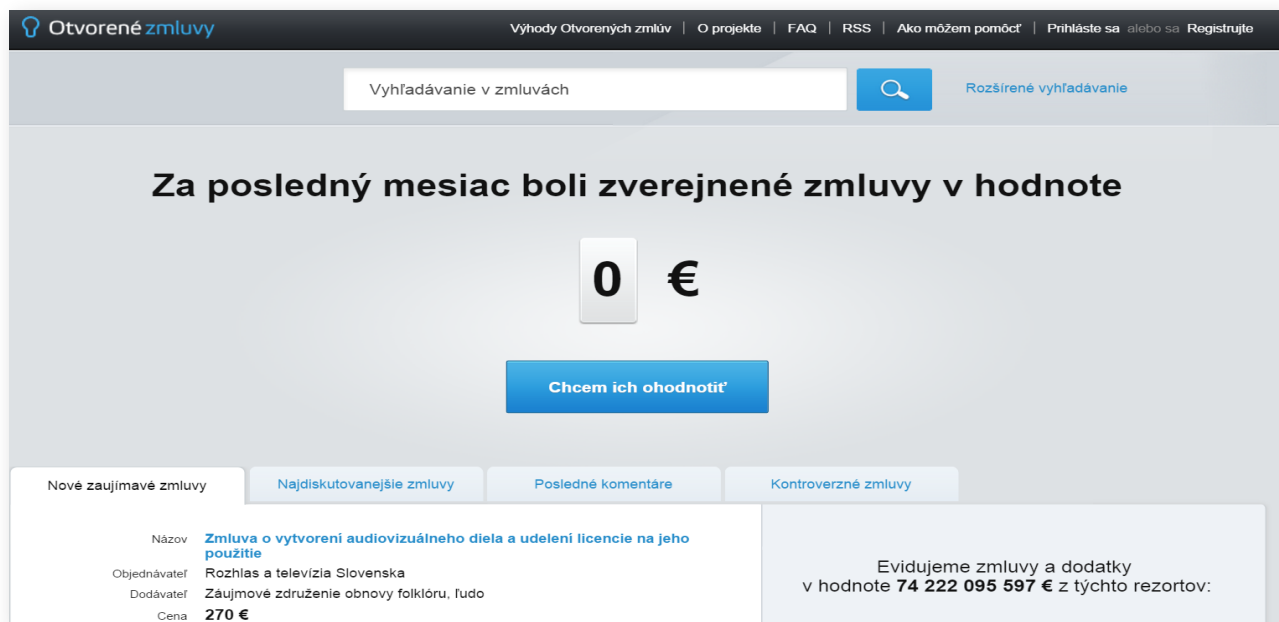 Otvorené zmluvy
Výhody Otvorených zmlúv | O projekte | FAQ | RSS | Ako môžem pomôcť | Prihláste sa alebo sa Registrujte
Vyhľadávanie v zmluvách
Rozšírené vyhľadávanie
Za posledný mesiac boli zverejnené zmluvy v hodnote
0 €
Chcem ich ohodnotiť
Nové zaujímavé zmluvy
Najdiskutovanejšie zmluvy
Posledné komentáre
Kontroverzné zmluvy
Názov Zmluva o vytvorení audiovizuálneho diela a udelení licencie na jeho
použitie
Objednávateľ Rozhlas a televízia Slovenska
Dodávateľ Záujmové združenie obnovy folklóru, ľudo
Cena 270 €
Evidujeme zmluvy a dodatky
v hodnote 74 222 095 597 € z týchto rezortov: